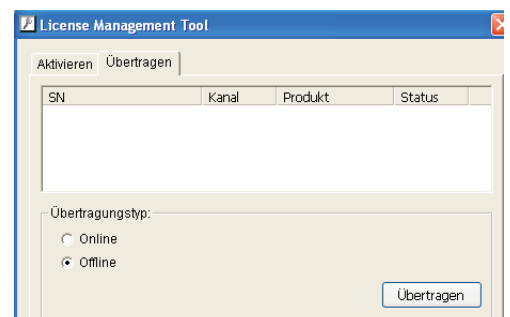 License Management Tool
Aktivieren Übertragen
SN Kanal Produkt Status
Übertragungstyp:
Online
Offline
Übertragen